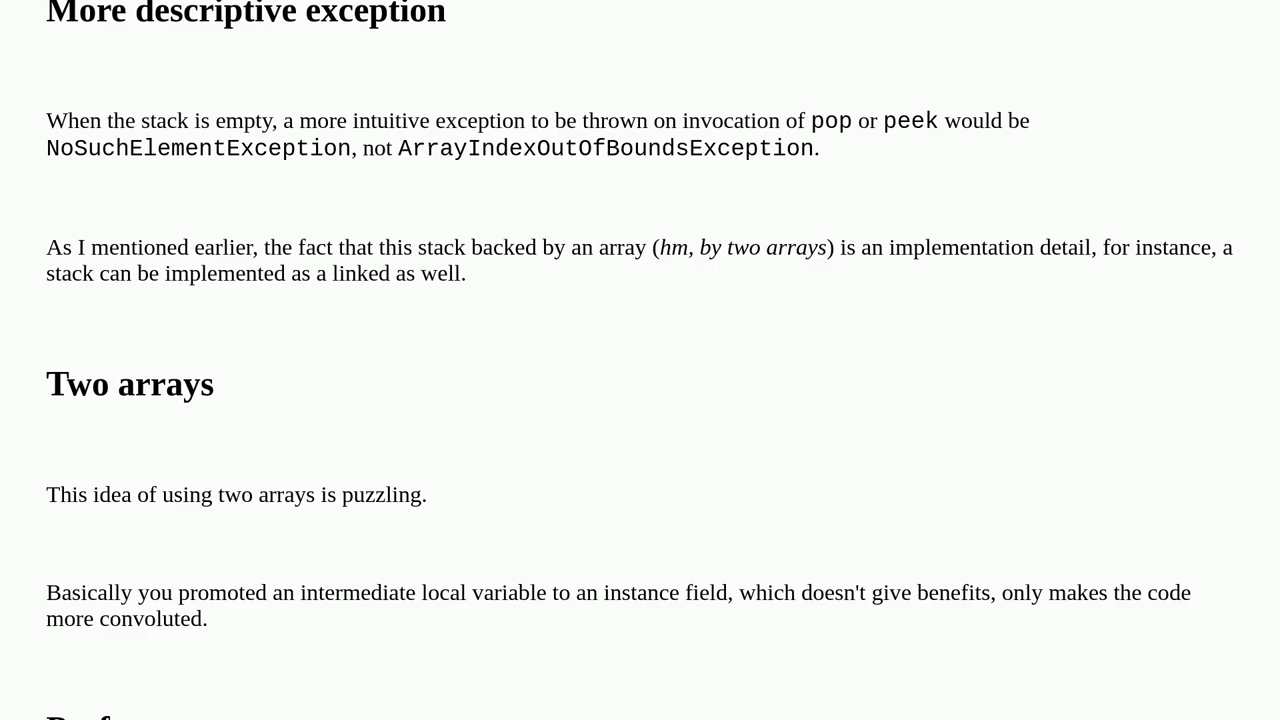 More descriptive exception
When the stack is empty, a more intuitive exception to be thrown on invocation of pop or peek would be
NoSuchElementException, not ArrayIndexOutOfBoundsException.
As I mentioned earlier, the fact that this stack backed by an array (hm, by two arrays) is an implementation detail, for instance, a
stack can be implemented as a linked as well.
Two arrays
This idea of using two arrays is puzzling.
Basically you promoted an intermediate local variable to an instance field, which doesn't give benefits, only makes the code
more convoluted.